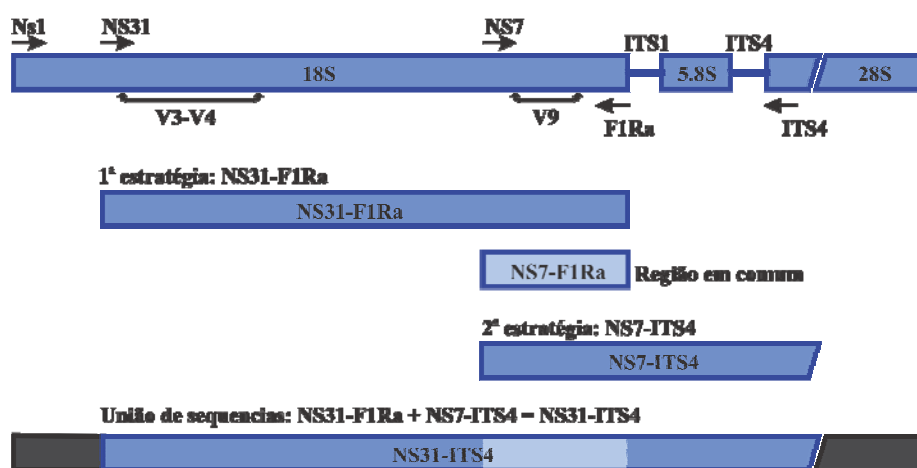 Ns1 NS31 NS7
ITS1 ITS4
18S 5.8S 28S
V3-V4 V9 F1Ra ITS4
1ª estratégia: NS31-F1Ra
NS31-F1Ra
NS7-F1Ra Região em comum
2ª estratégia: NS7-ITS4
NS7-ITS4
União de sequencias: NS31-F1Ra + NS7-ITS4 = NS31-ITS4
NS31-ITS4